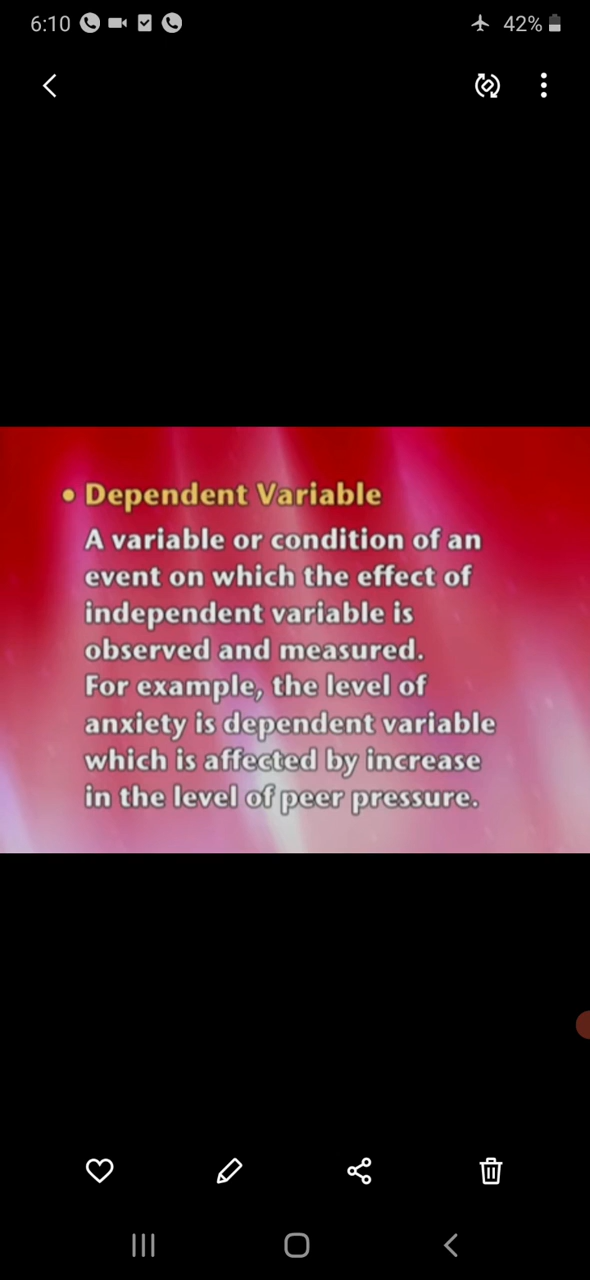 6:10
42%
• Dependent Variable
A variable or condition of an
event on which the effect of
independent variable is
observed and measured.
For example, the level of
anxiety is dependent variable
which is affected by increase
in the level of peer pressure.